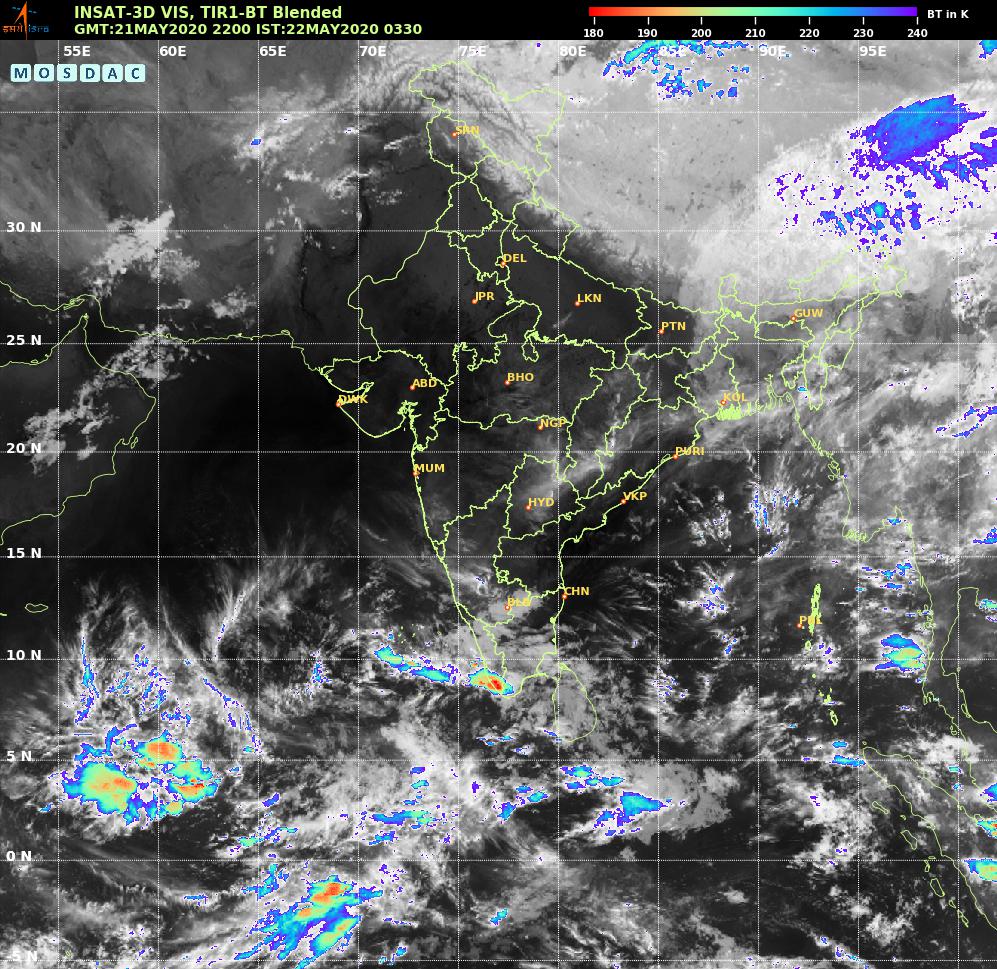 INSAT-3D VIS, TIR1-BT Blended
GMT:21MAY2020 2200 IST:22MAY2020 0330
BT in K
180 190 200 210 220 230 240
55E 60E 65E 70E 75E 80E 85E 90E 95E
MOSDAC
SRN
30 N
DEL
JPR
LKN
GUW
PTN
25 N
BHO
ABD
DWK
KOL
NGP
20 N
PURI
MUM
VKP
HYD
15 N
CHN
BLR
PBL
10 N
5 N
0 N
-5 N